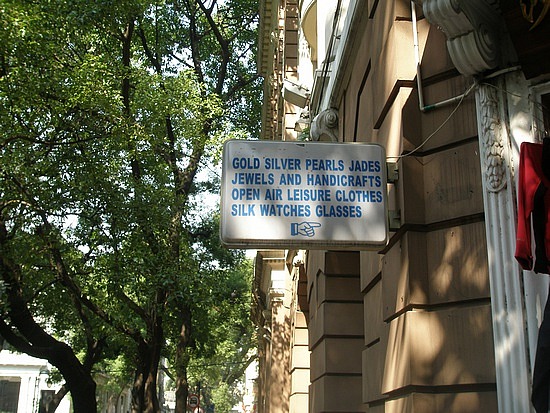 GOLD SILVER PEARLS JADES
JEWELS AND HANDICRAFTS
OPEN AIR LEISURE CLOTHES
SILK WATCHES GLASSES